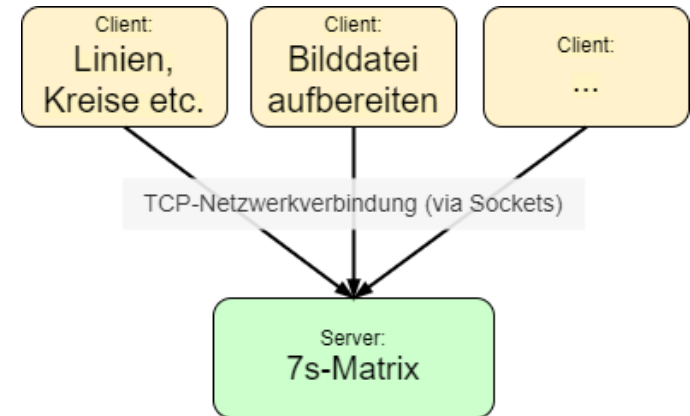 Client:
Linien,
Kreise etc.
Client:
Bilddatei
aufbereiten
Client:
...
TCP-Netzwerkverbindung (via Sockets)
Server:
7s-Matrix